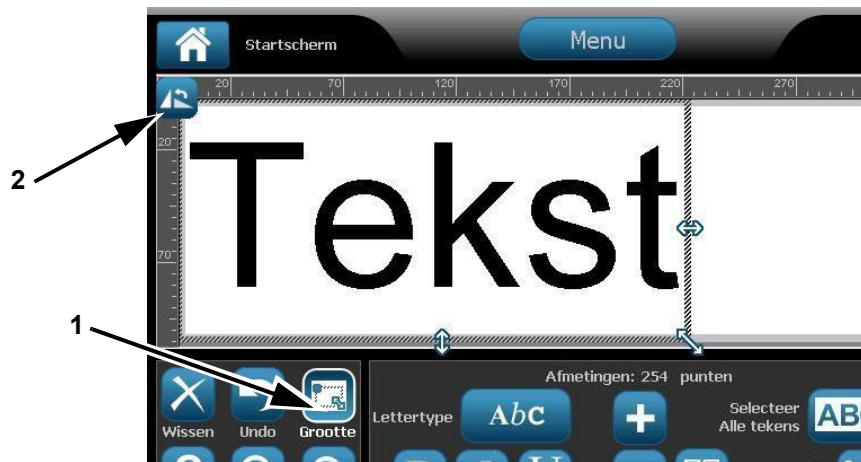 Startscherm
Menu
20 70 120 170 220 270
2
20
Tekst
70
1
Afmetingen: 254 punten
Lettertype
AbC
Selecteer
Alle tekens
AB
Wissen
Undo
Grootte
U